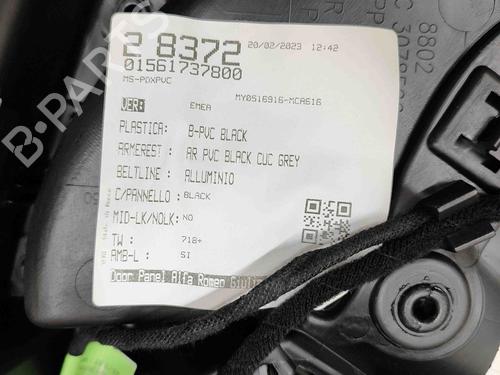 2 8372
20/02/2023 12:42
01561737800
MS-PDXPVC
MY0516916-MCA616
VER: EMEA
PLASTICA: B-PVC BLACK
ARMEREST: AR PVC BLACK CUC GREY
BELTLINE: ALLUMINIO
C/PANNELLO: BLACK
MID-LK/NOLK: NO
TW: 718+
AMB-L: SI
Door Panel Alfa Romeo
8802
B-PARTS